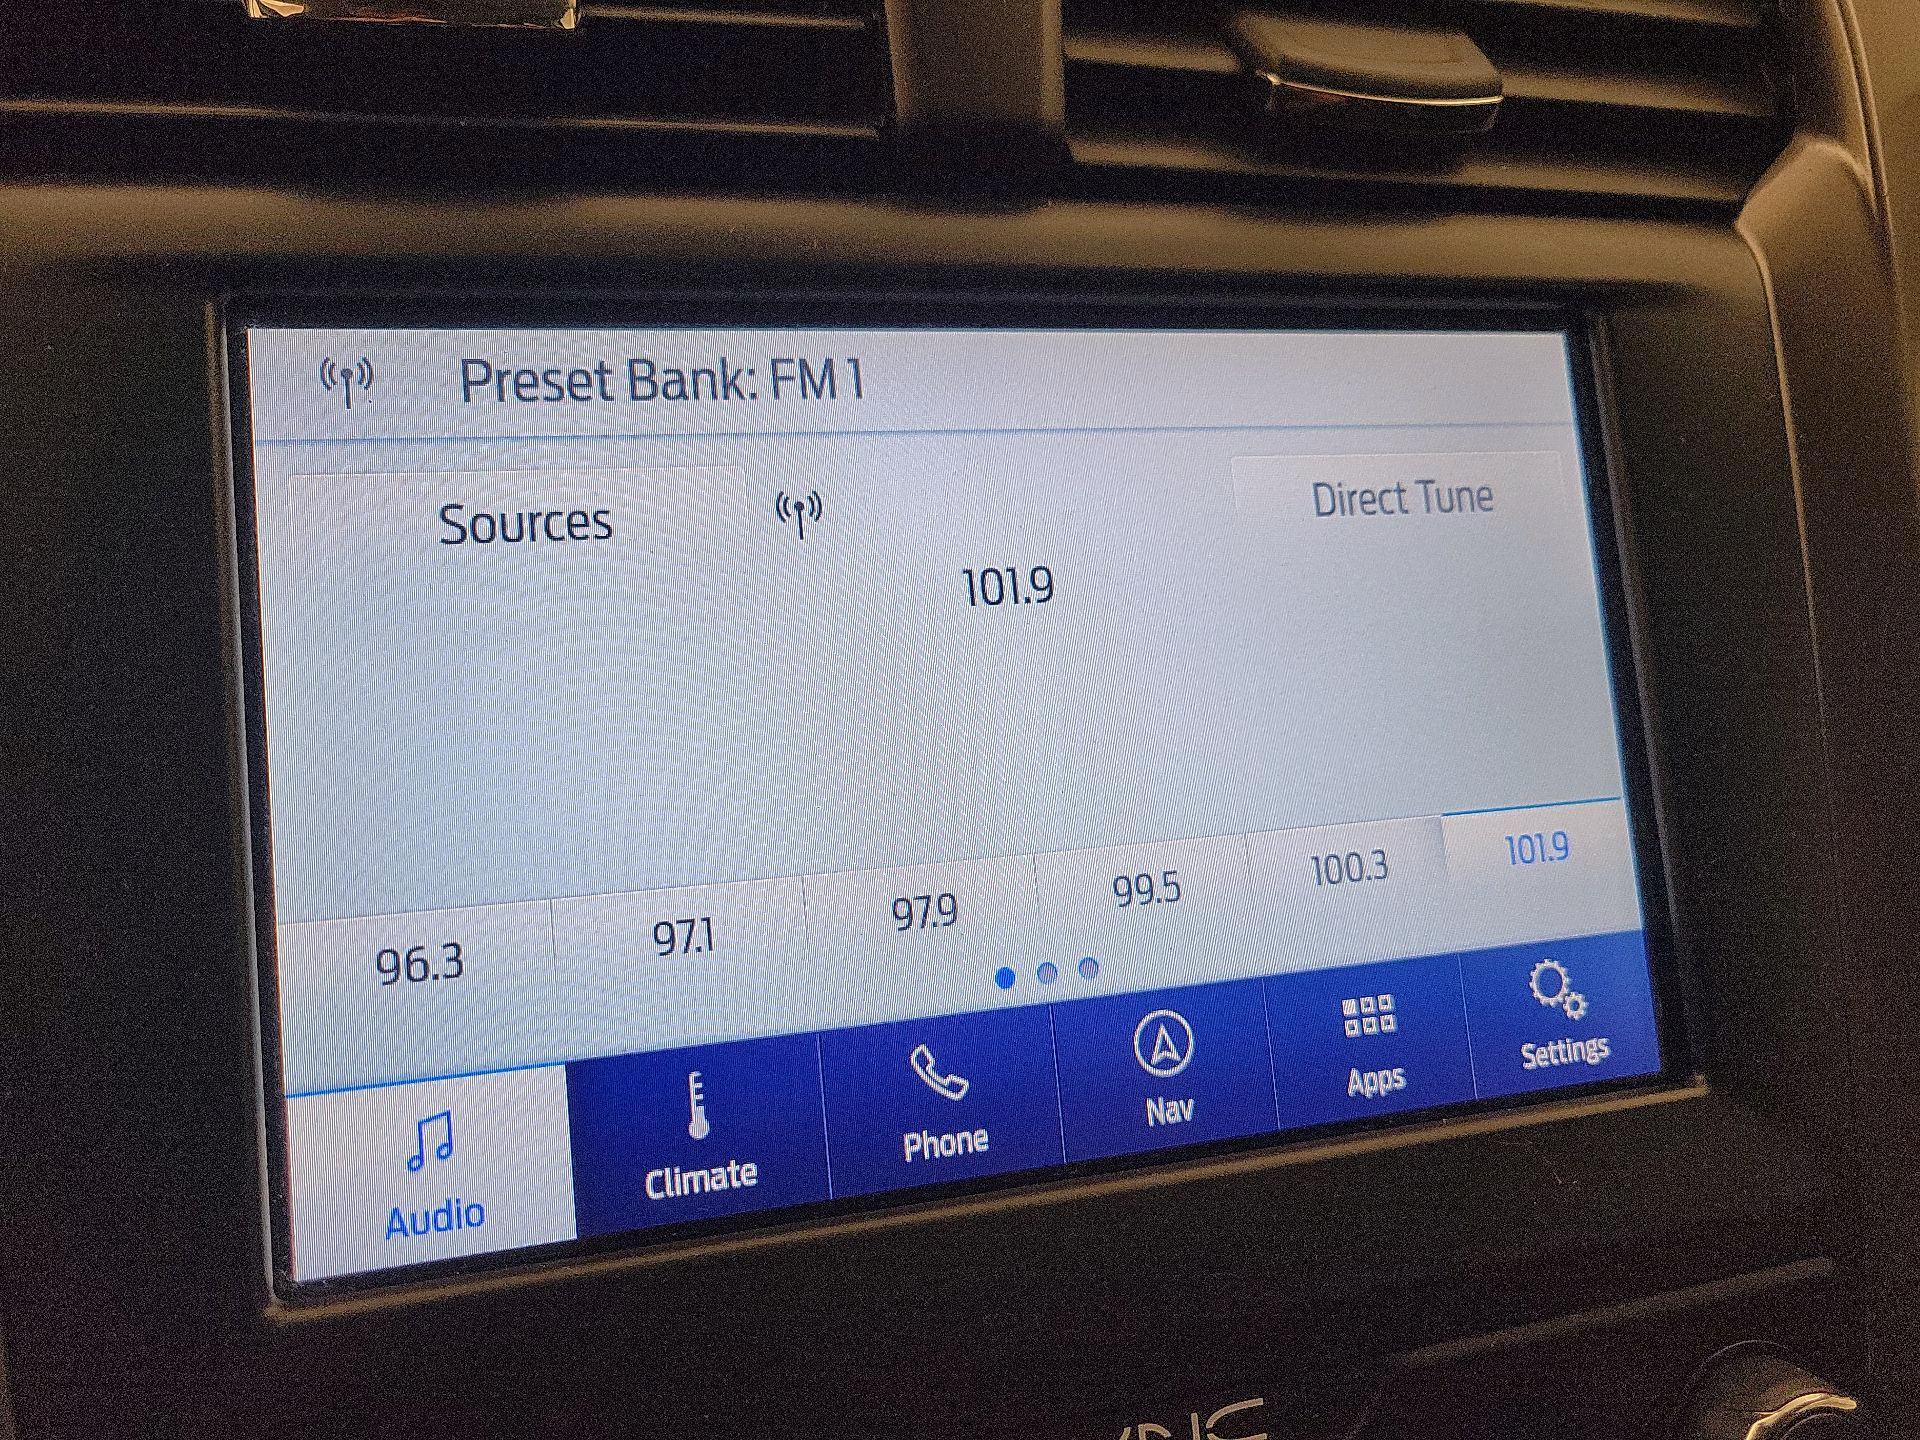 Preset Bank: FM 1
Sources
Direct Tune
101.9
96.3
97.1
97.9
99.5
100.3
101.9
Audio
Climate
Phone
Nav
Apps
Settings